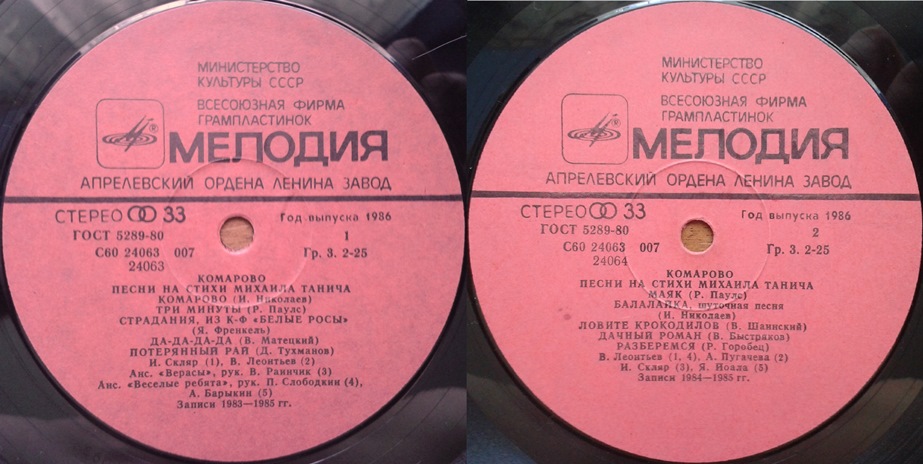 МИНИСТЕРСТВО
КУЛЬТУРЫ СССР
ВСЕСОЮЗНАЯ ФИРМА
ГРАМПЛАСТИНОК
МЕЛОДИЯ
АПРЕЛЕВСКИЙ ОРДЕНА ЛЕНИНА ЗАВОД
СТЕРЕО 33
Год выпуска 1986
ГОСТ 5289-80
1
С60 24063 007
Гр. 3. 2-25
24063
КОМАРОВО
ПЕСНИ НА СТИХИ МИХАИЛА ТАНИЧА
КОМАРОВО (И. Николаев)
ТРИ МИНУТЫ (Р. Паулс)
СТРАДАНИЯ, ИЗ К-Ф «БЕЛЫЕ РОСЫ»
(Я. Френкель)
ДА-ДА-ДА-ДА (В. Матецкий)
ПОТЕРЯННЫЙ РАЙ (Д. Тухманов)
И. Скляр (1), В. Леонтьев (2)
Анс. «Верасы», рук. В. Раинчик (3)
Анс. «Веселые ребята», рук. П. Слободкин (4),
А. Барыкин (5)
Записи 1983—1985 гг.
МИНИСТЕРСТВО
КУЛЬТУРЫ СССР
ВСЕСОЮЗНАЯ ФИРМА
ГРАМПЛАСТИНОК
МЕЛОДИЯ
АПРЕЛЕВСКИЙ ОРДЕНА ЛЕНИНА ЗАВОД
СТЕРЕО 33
Год выпуска 1986
ГОСТ 5289-80
2
С60 24063 007
Гр. 3. 2-25
24064
КОМАРОВО
ПЕСНИ НА СТИХИ МИХАИЛА ТАНИЧА
МАЯК (Р. Паулс)
БАЛАЛАЙКА, шуточная песня
(И. Николаев)
ЛОВИТЕ КРОКОДИЛОВ (В. Шаинский)
ДАЧНЫЙ РОМАН (В. Быстряков)
РАЗБЕРЕМСЯ (Р. Горобец)
В. Леонтьев (1, 4), А. Пугачева (2)
И. Скляр (3), Я. Йоала (5)
Записи 1984—1985 гг.